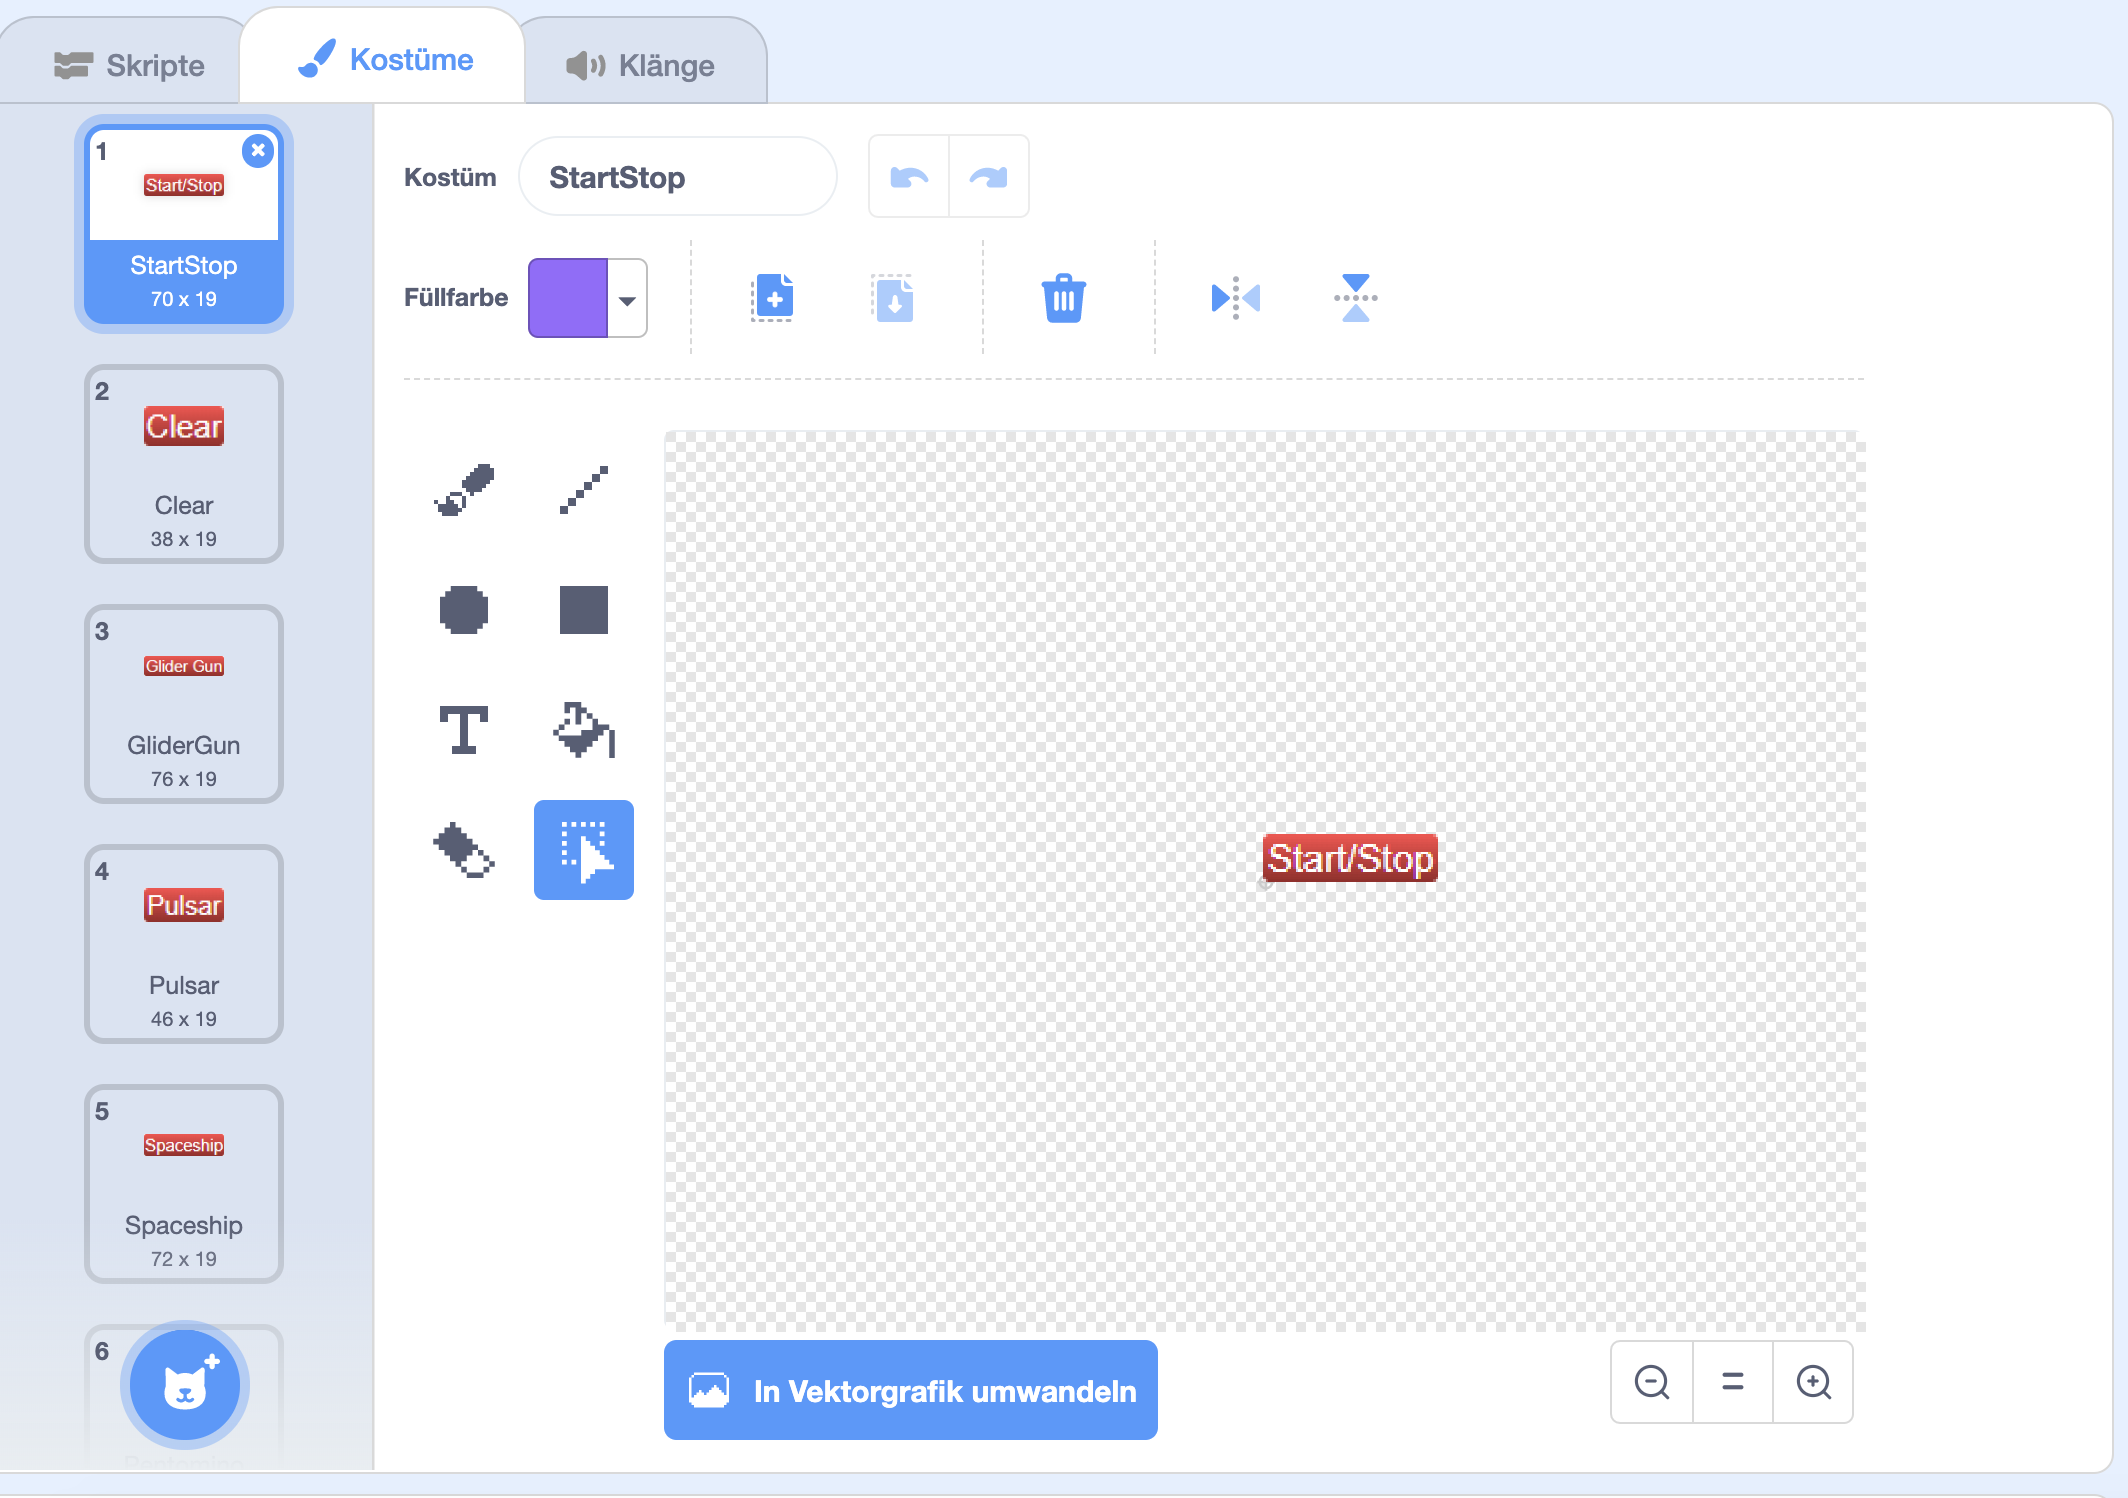 Skripte
Kostüme
Klänge
1
Start/Stop
StartStop
70 x 19
2
Clear
Clear
38 x 19
3
Glider Gun
GliderGun
76 x 19
4
Pulsar
Pulsar
46 x 19
5
Spaceship
Spaceship
72 x 19
6
Pentomino
Kostüm
StartStop
Füllfarbe
Start/Stop
In Vektorgrafik umwandeln